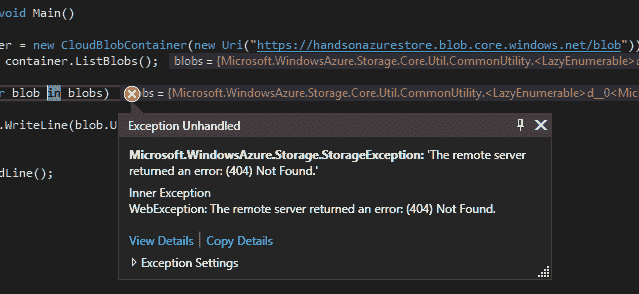 void Main()
er = new CloudBlobContainer(new Uri("https://handsonazurestore.blob.core.windows.net/blob"))
container.ListBlobs(); blobs = {Microsoft.WindowsAzure.Storage.Core.Util.CommonUtility.<LazyEnumerable>d
r blob in blobs) bs = {Microsoft.WindowsAzure.Storage.Core.Util.CommonUtility.<LazyEnumerable>d__0<Micr
.WriteLine(blob.U
Exception Unhandled
Microsoft.WindowsAzure.Storage.StorageException: 'The remote server
returned an error: (404) Not Found.'
dLine();
Inner Exception
WebException: The remote server returned an error: (404) Not Found.
View Details | Copy Details
Exception Settings